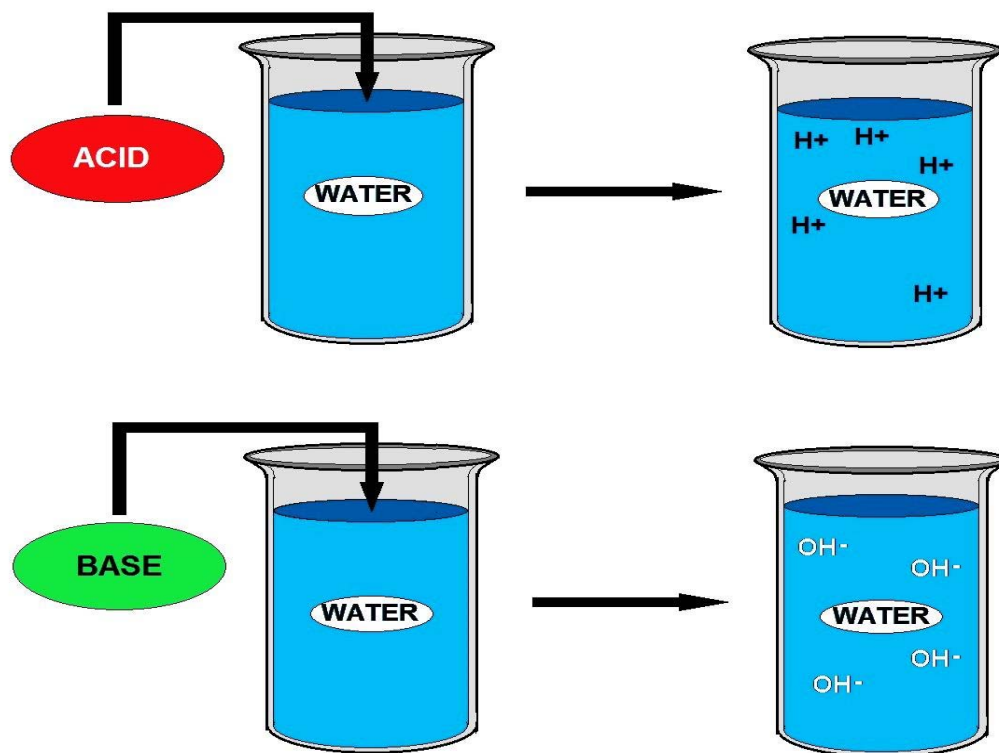 ACID
WATER
H+
H+
H+
WATER
H+
H+
BASE
WATER
OH-
OH-
WATER
OH-
OH-